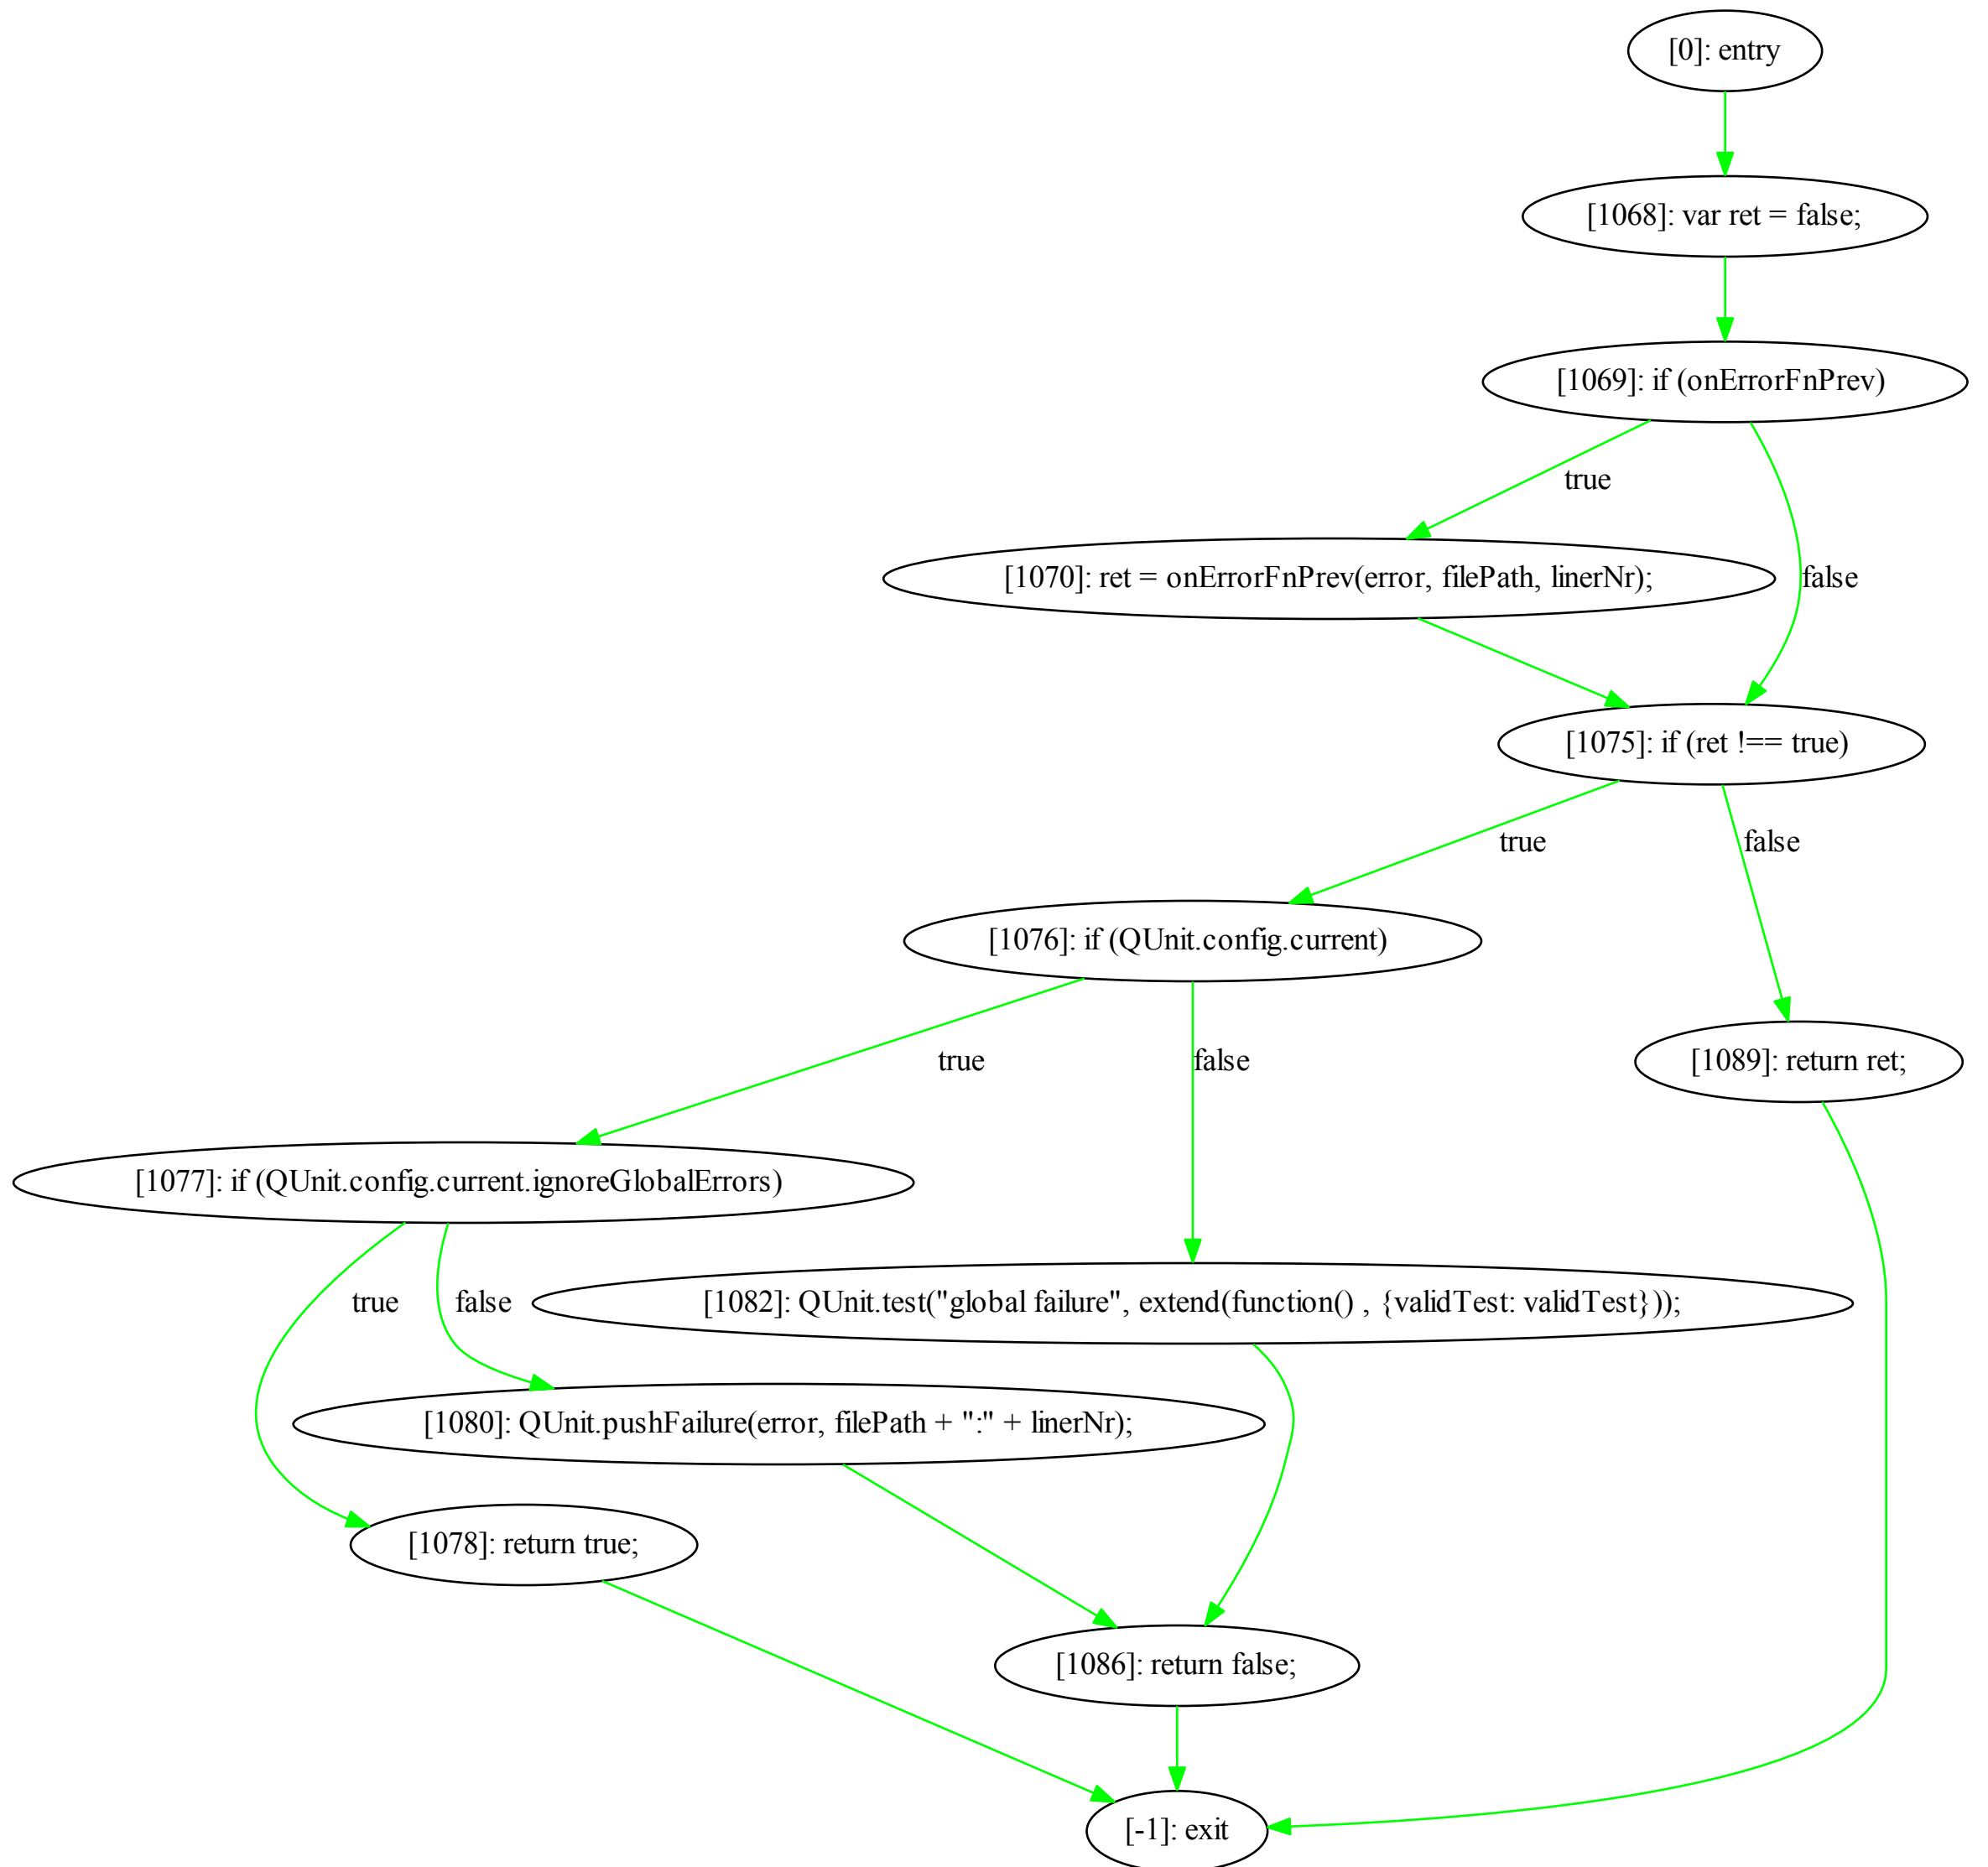 [0]: entry
[1068]: var ret = false;
[1069]: if (onErrorFnPrev)
true
[1070]: ret = onErrorFnPrev(error, filePath, linerNr);
false
[1075]: if (ret !== true)
true
false
[1076]: if (QUnit.config.current)
true
false
[1089]: return ret;
[1077]: if (QUnit.config.current.ignoreGlobalErrors)
true
false
[1082]: QUnit.test("global failure", extend(function() , {validTest: validTest}));
[1080]: QUnit.pushFailure(error, filePath + ":" + linerNr);
[1078]: return true;
[1086]: return false;
[-1]: exit